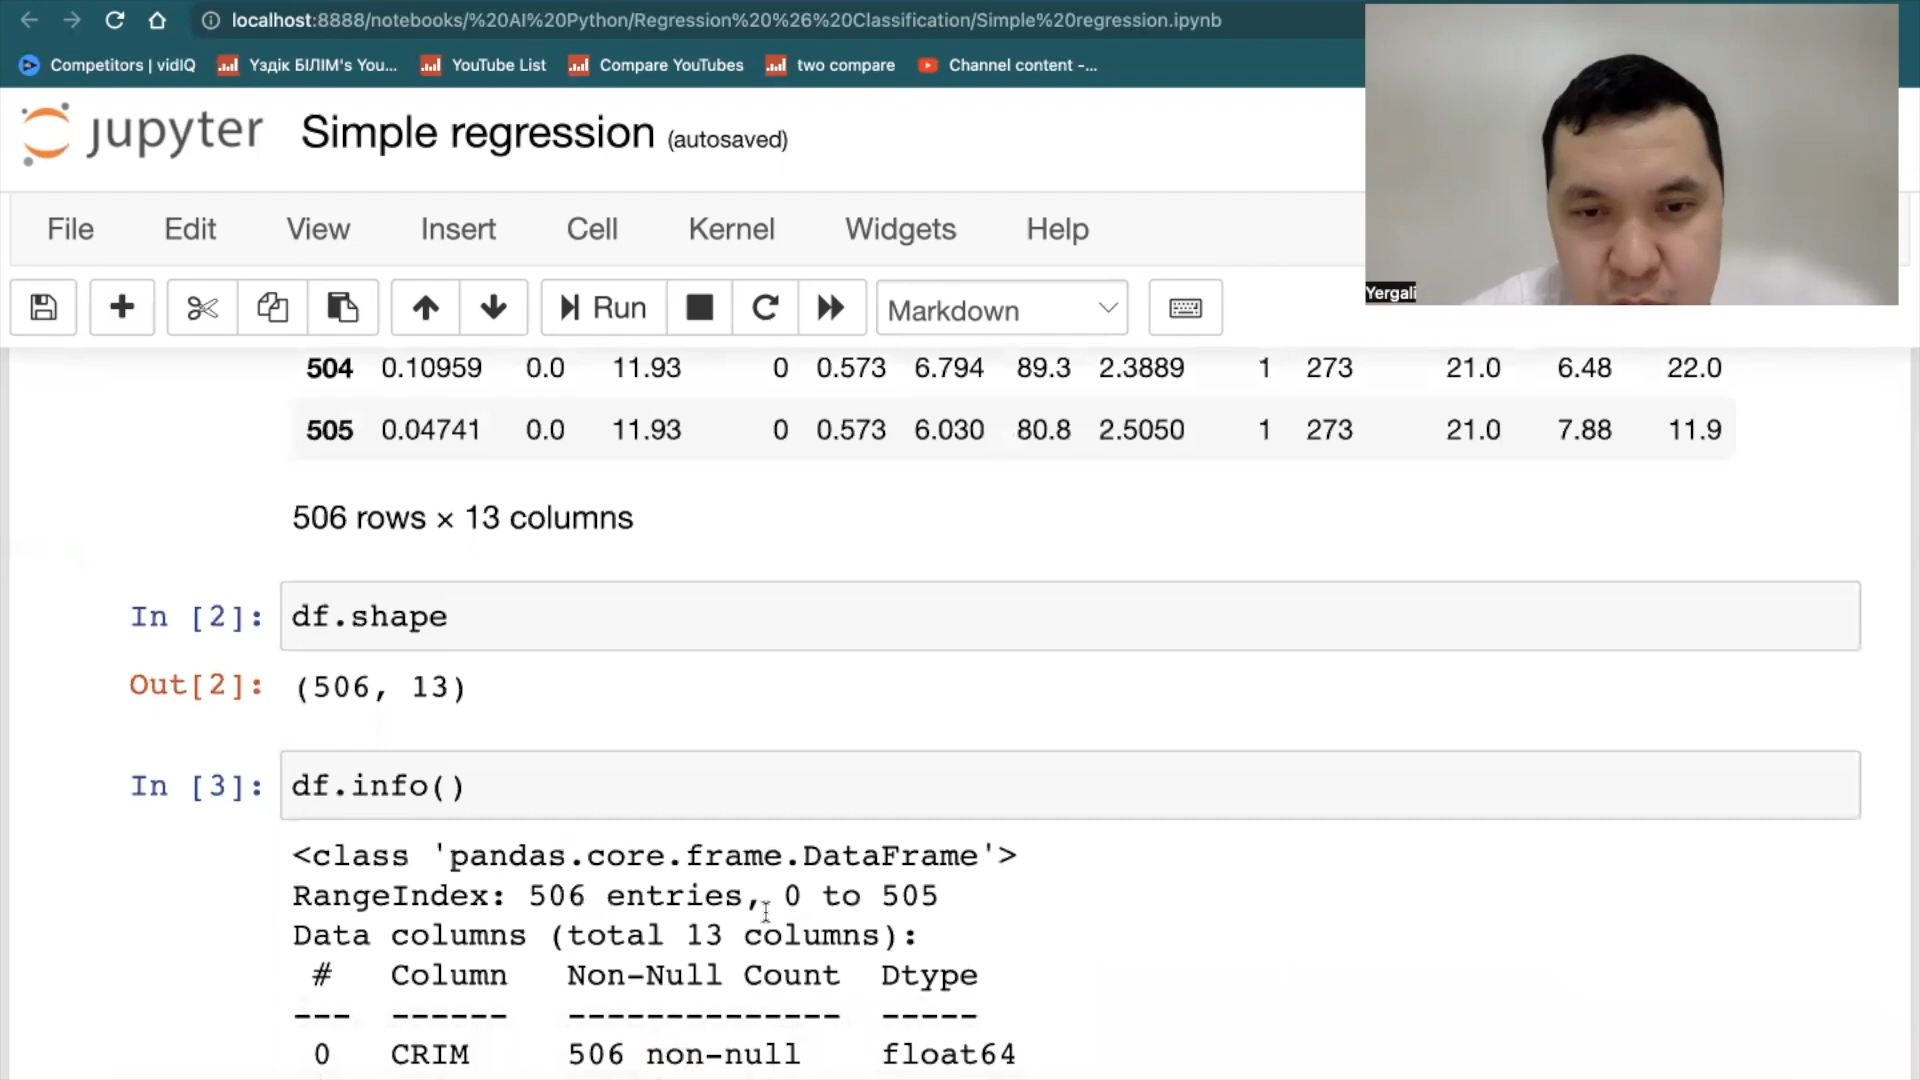 localhost:8888/notebooks/%20AI%20Python/Regression%20%26%20Classification/Simple%20regression.ipynb
Competitors | vidIQ Үздік БІЛІМ's You... YouTube List Compare YouTubes two compare Channel content -...
jupyter Simple regression (autosaved)
File Edit View Insert Cell Kernel Widgets Help
Run Markdown
Yergali
504 0.10959 0.0 11.93 0 0.573 6.794 89.3 2.3889 1 273 21.0 6.48 22.0
505 0.04741 0.0 11.93 0 0.573 6.030 80.8 2.5050 1 273 21.0 7.88 11.9
506 rows × 13 columns
In [2]: df.shape
Out[2]: (506, 13)
In [3]: df.info()
<class 'pandas.core.frame.DataFrame'>
RangeIndex: 506 entries, 0 to 505
Data columns (total 13 columns):
# Column Non-Null Count Dtype
--- ------ -------------- -----
0 CRIM 506 non-null float64